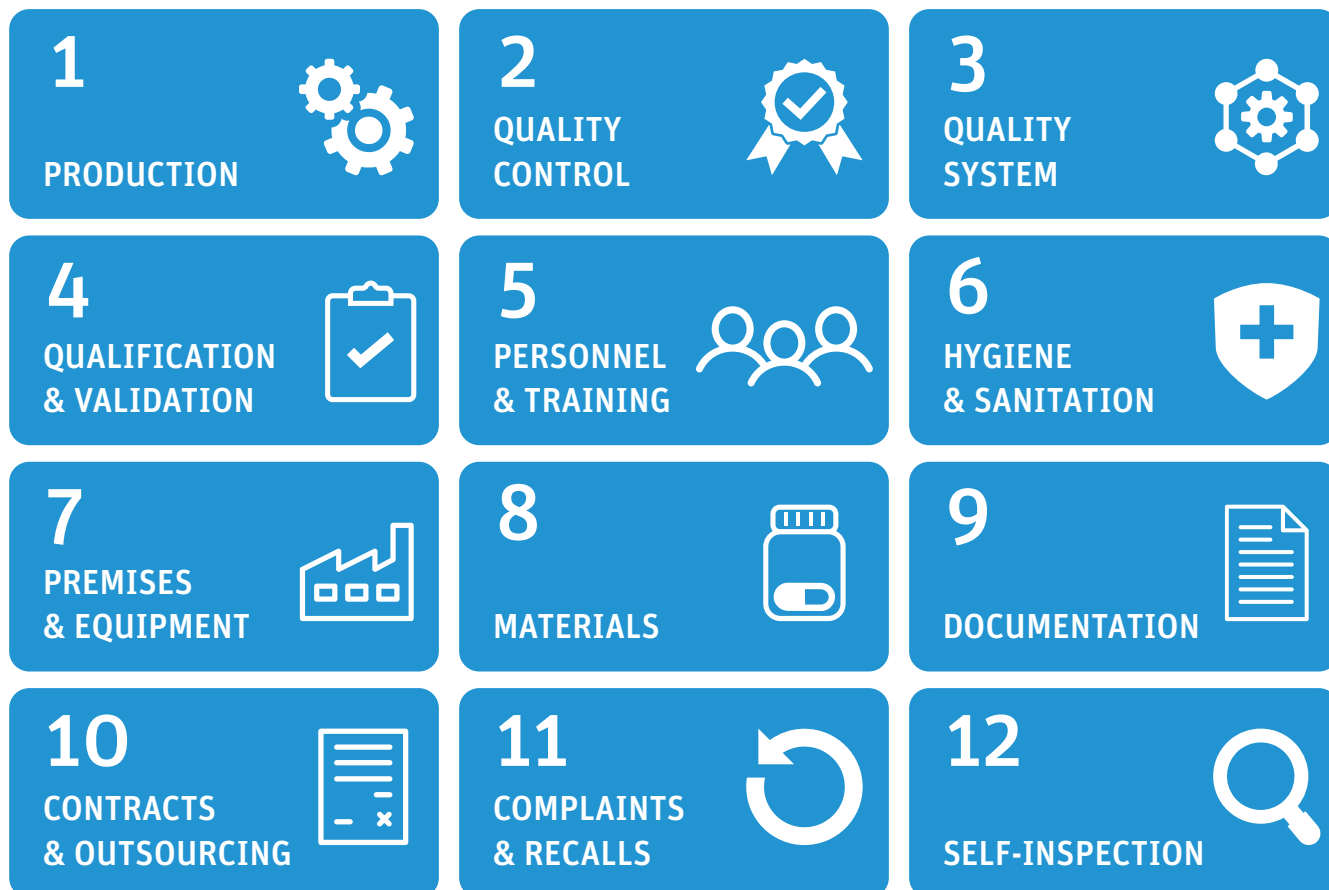 1
PRODUCTION
2
QUALITY
CONTROL
3
QUALITY
SYSTEM
4
QUALIFICATION
& VALIDATION
5
PERSONNEL
& TRAINING
6
HYGIENE
& SANITATION
7
PREMISES
& EQUIPMENT
8
MATERIALS
9
DOCUMENTATION
10
CONTRACTS
& OUTSOURCING
11
COMPLAINTS
& RECALLS
12
SELF-INSPECTION